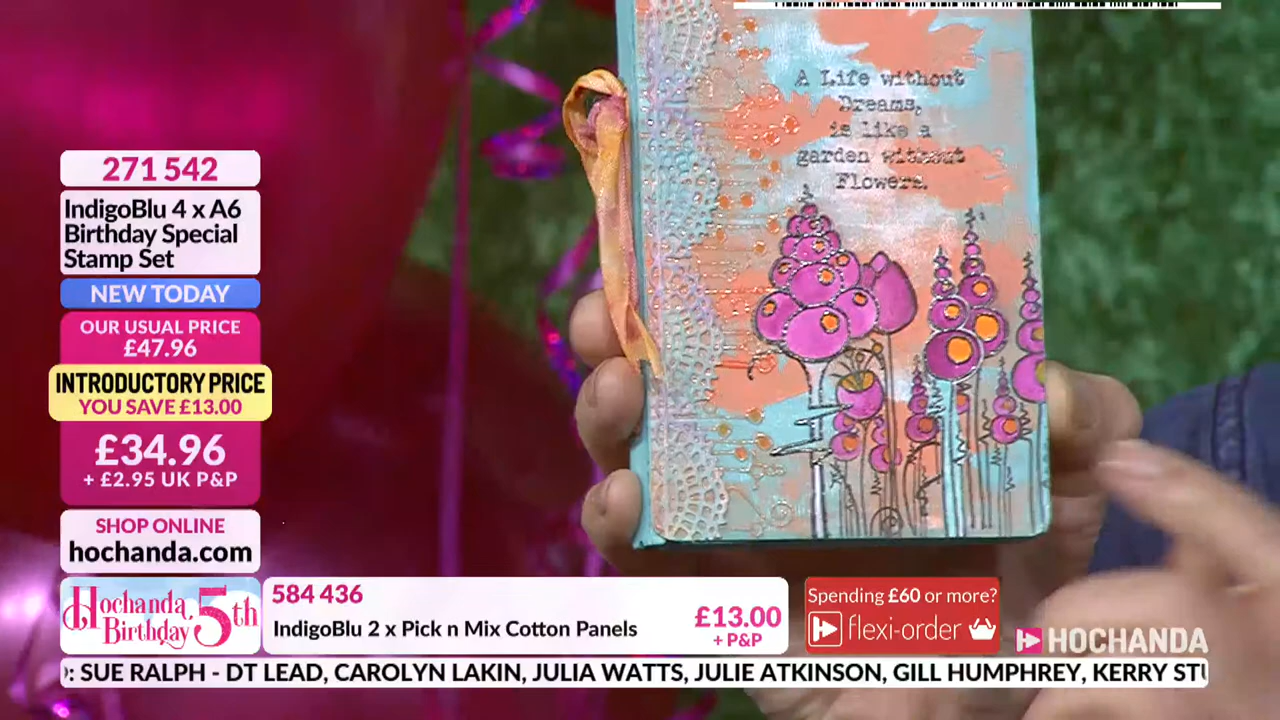 A Life without
Dreams,
is like a
garden without
Flowers.
271 542
IndigoBlu 4 x A6
Birthday Special
Stamp Set
NEW TODAY
OUR USUAL PRICE
£47.96
INTRODUCTORY PRICE
YOU SAVE £13.00
£34.96
+ £2.95 UK P&P
SHOP ONLINE
hochanda.com
Hochanda 5th
Birthday
584 436
IndigoBlu 2 x Pick n Mix Cotton Panels
£13.00
+ P&P
Spending £60 or more?
flexi-order
HOCHANDA
: SUE RALPH - DT LEAD, CAROLYN LAKIN, JULIA WATTS, JULIE ATKINSON, GILL HUMPHREY, KERRY